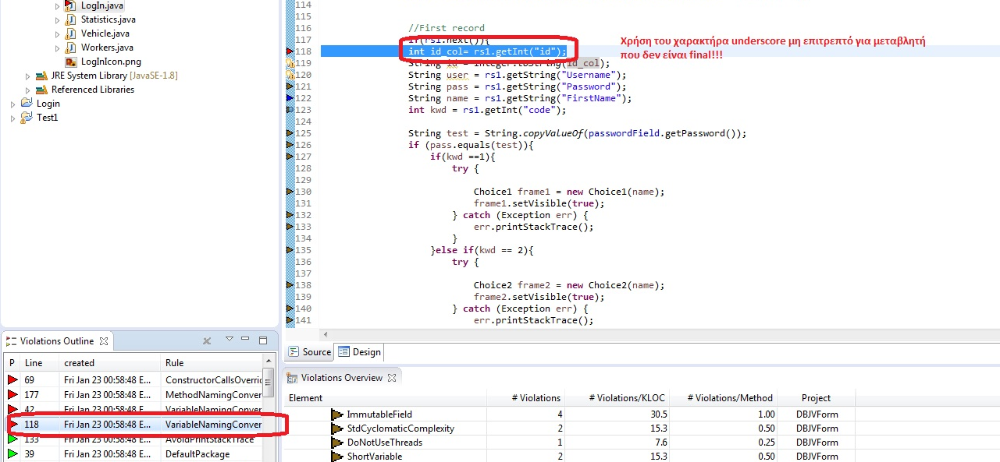 LogIn.java
Statistics.java
Vehicle.java
Workers.java
LogInIcon.png
JRE System Library [JavaSE-1.8]
Referenced Libraries
Login
Test1
114
115
116 //First record
117 if(rs1.next()){
118 int id_col= rs1.getInt("id");
119 String id = Integer.toString(id_col);
120 String user = rs1.getString("Username");
121 String pass = rs1.getString("Password");
122 String name = rs1.getString("FirstName");
123 int kwd = rs1.getInt("code");
125 String test = String.copyValueOf(passwordField.getPassword());
126 if (pass.equals(test)){
127 if(kwd ==1){
128 try {
129
130 Choice1 frame1 = new Choice1(name);
131 frame1.setVisible(true);
132 } catch (Exception err) {
133 err.printStackTrace();
134 }
135 }else if(kwd == 2){
136 try {
137
138 Choice2 frame2 = new Choice2(name);
139 frame2.setVisible(true);
140 } catch (Exception err) {
141 err.printStackTrace();
Χρήση του χαρακτήρα underscore μη επιτρεπτό για μεταβλητή
που δεν είναι final!!!
Source Design
Violations Outline
P Line created Rule
69 Fri Jan 23 00:58:48 E... ConstructorCallsOverri
177 Fri Jan 23 00:58:48 E... MethodNamingConver
42 Fri Jan 23 00:58:48 E... VariableNamingConver
118 Fri Jan 23 00:58:48 E... VariableNamingConver
133 Fri Jan 23 00:58:48 E... AvoidPrintStackTrace
39 Fri Jan 23 00:58:48 E... DefaultPackage
Violations Overview
Element # Violations # Violations/KLOC # Violations/Method Project
ImmutableField 4 30.5 1.00 DBJVForm
StdCyclomaticComplexity 2 15.3 0.50 DBJVForm
DoNotUseThreads 1 7.6 0.25 DBJVForm
ShortVariable 2 15.3 0.50 DBJVForm